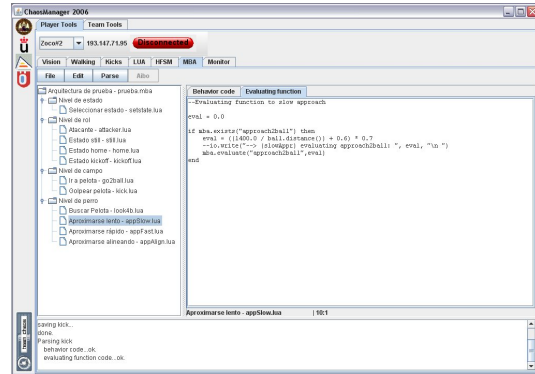 ChaosManager 2006
Player Tools Team Tools
Zoco#2 193.147.71.95 Disconnected
Vision Walking Kicks LUA HFSM MBA Monitor
File Edit Parse Aibo
Arquitectura de prueba - prueba.mba
Nivel de estado
Seleccionar estado - setstate.lua
Nivel de rol
Atacante - attacker.lua
Estado still - still.lua
Estado home - home.lua
Estado kickoff - kickoff.lua
Nivel de campo
Ir a pelota - go2ball.lua
Golpear pelota - kick.lua
Nivel de perro
Buscar Pelota - look4b.lua
Aproximarse lento - appSlow.lua
Aproximarse rápido - appFast.lua
Aproximarse alineando - appAlign.lua
Behavior code Evaluating function
--Evaluating function to slow approach
eval = 0.0
if mba.exists("approach2ball") then
eval = ((1400.0 / ball.distance()) + 0.6) * 0.7
--io.write("--> (slowAppr) evaluating approach2ball: ", eval, "\n ")
mba.evaluate("approach2ball",eval)
end
Aproximarse lento - appSlow.lua | 10:1
saving kick...
done.
Parsing kick
behavior code...ok.
evaluating function code...ok.
team chaos